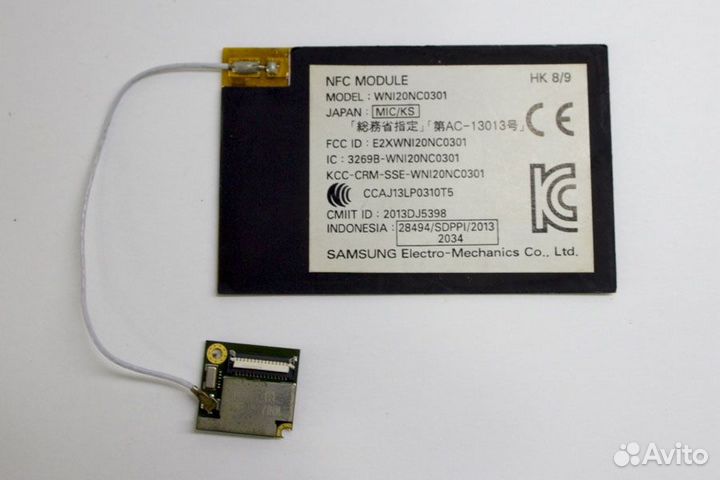 NFC MODULE HK 8/9
MODEL: WNI20NC0301
JAPAN: MIC/KS
「総務省指定」「第AC-13013号」
FCC ID : E2XWNI20NC0301
IC : 3269B-WNI20NC0301
KCC-CRM-SSE-WNI20NC0301
CCAJ13LP0310T5
CMIIT ID : 2013DJ5398
INDONESIA : 28494/SDPPI/2013
2034
SAMSUNG Electro-Mechanics Co., Ltd.
CE
KC
Avito